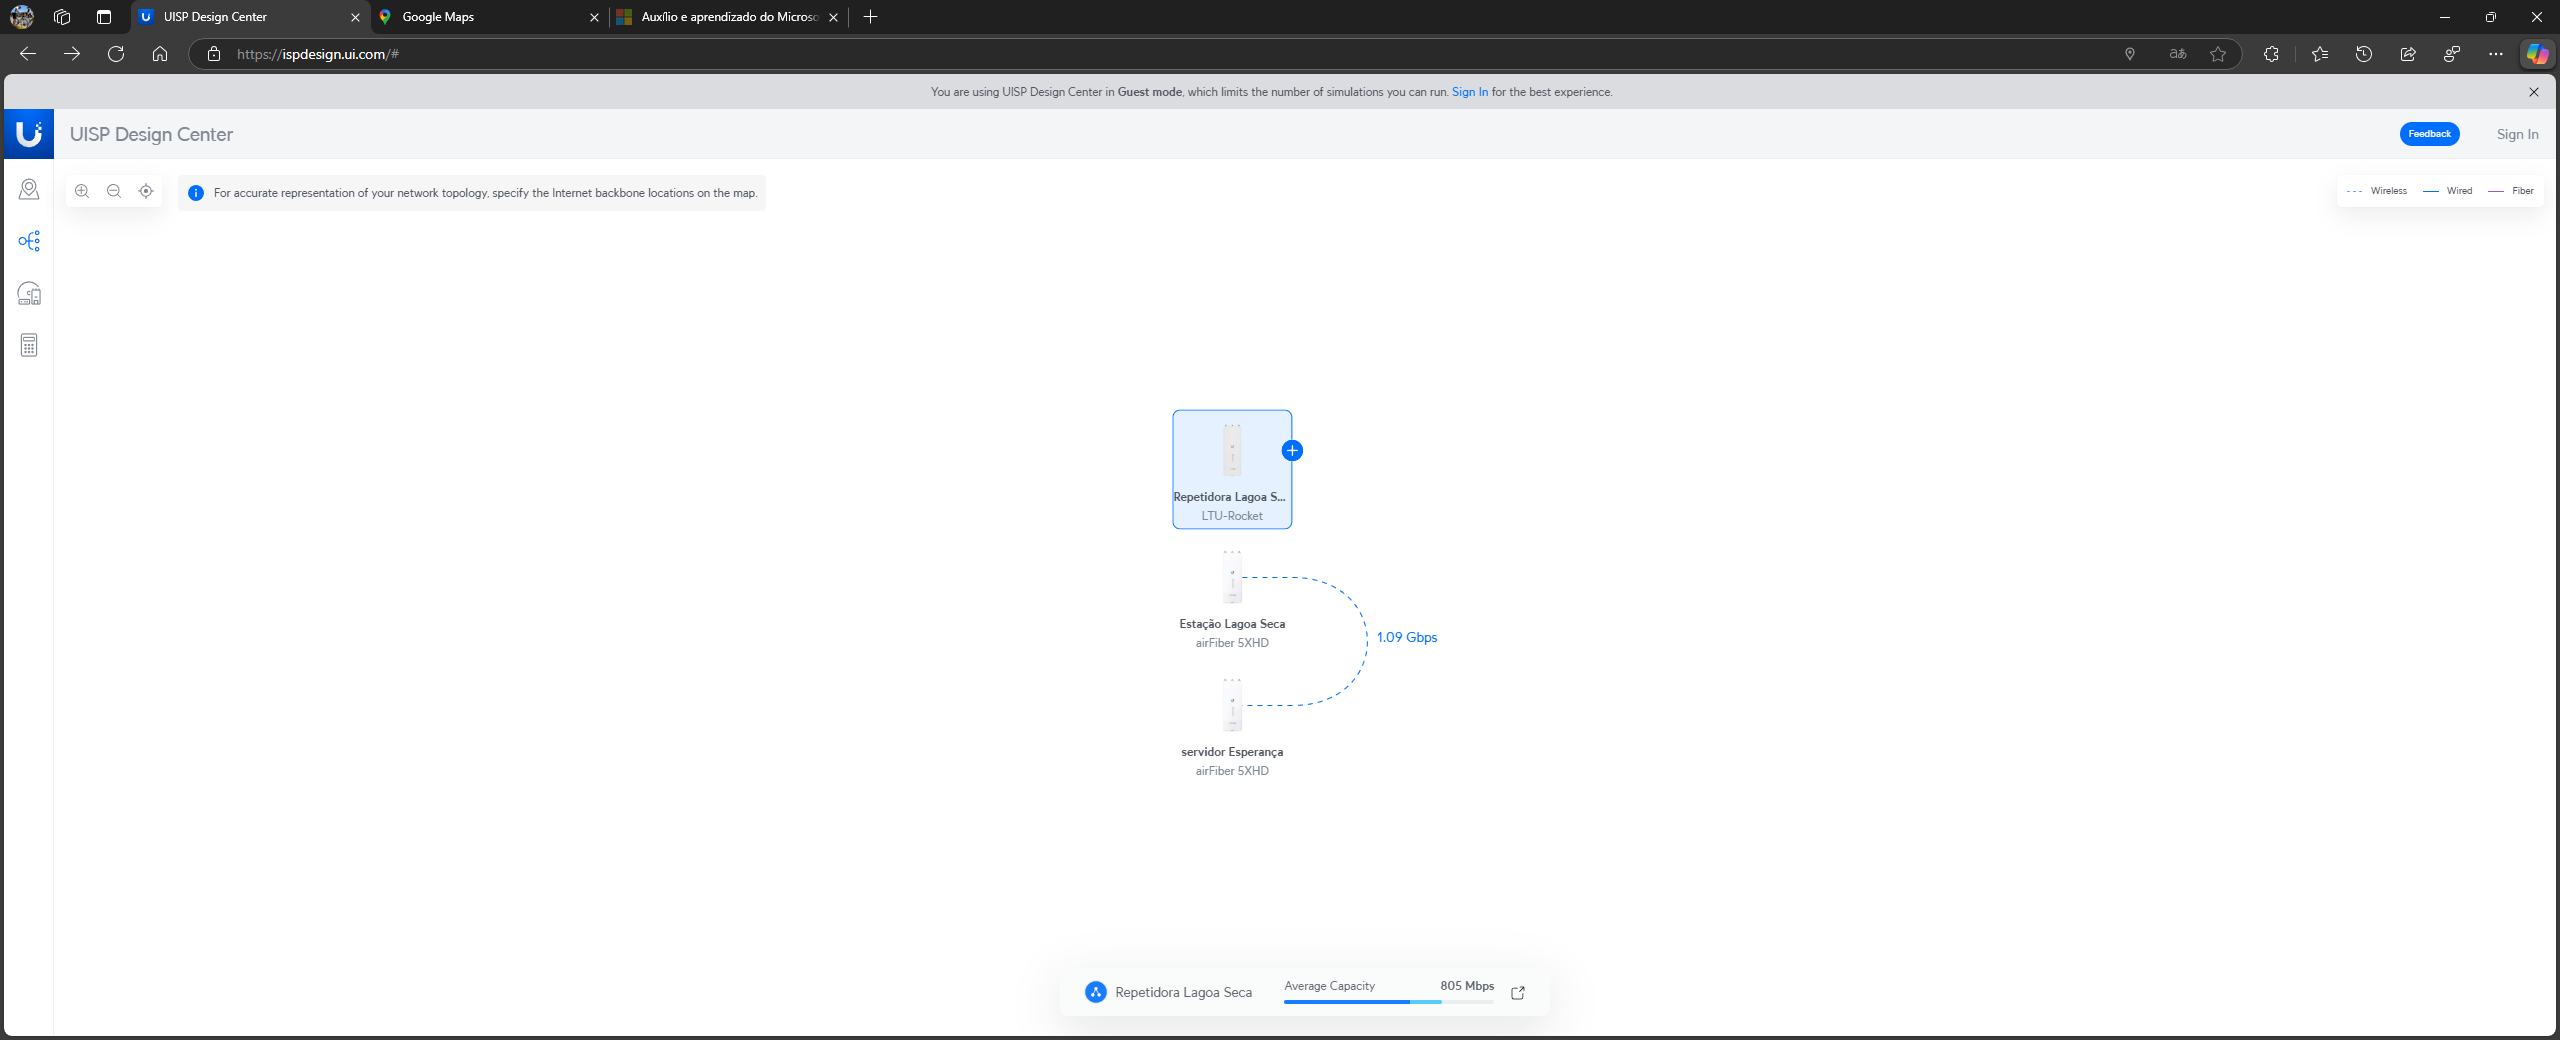 UISP Design Center
Google Maps
Auxílio e aprendizado do Microso
https://ispdesign.ui.com/#
aあ
You are using UISP Design Center in Guest mode, which limits the number of simulations you can run. Sign In for the best experience.
UISP Design Center
Feedback
Sign In
For accurate representation of your network topology, specify the Internet backbone locations on the map.
Wireless
Wired
Fiber
Repetidora Lagoa S...
LTU-Rocket
Estação Lagoa Seca
airFiber 5XHD
1.09 Gbps
servidor Esperança
airFiber 5XHD
Repetidora Lagoa Seca
Average Capacity
805 Mbps